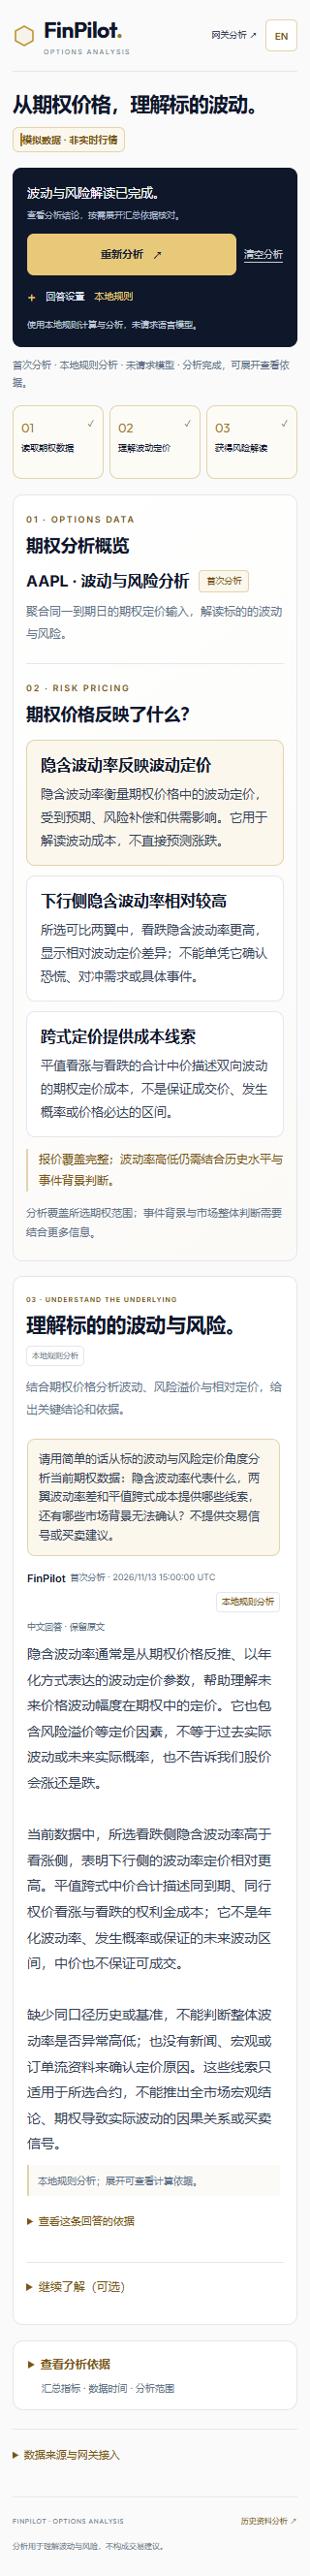 FinPilot.
OPTIONS ANALYSIS
网关分析 ↗
EN
从期权价格，理解标的波动。
模拟数据 · 非实时行情
波动与风险解读已完成。
查看分析结论，按需展开汇总依据核对。
重新分析 ↗
清空分析
+ 回答设置 本地规则
使用本地规则计算与分析，未请求语言模型。
首次分析 · 本地规则分析 · 未请求模型 · 分析完成，可展开查看依
据。
01 ✓
读取期权数据
02 ✓
理解波动定价
03 ✓
获得风险解读
01 · OPTIONS DATA
期权分析概览
AAPL · 波动与风险分析 首次分析
聚合同一到期日的期权定价输入，解读标的的波动
与风险。
02 · RISK PRICING
期权价格反映了什么？
隐含波动率反映波动定价
隐含波动率衡量期权价格中的波动定价，
受到预期、风险补偿和供需影响。它用于
解读波动成本，不直接预测涨跌。
下行侧隐含波动率相对较高
所选可比两翼中，看跌隐含波动率更高，
显示相对波动定价差异；不能单凭它确认
恐慌、对冲需求或具体事件。
跨式定价提供成本线索
平值看涨与看跌的合计中价描述双向波动
的期权定价成本，不是保证成交价、发生
概率或价格必达的区间。
报价覆盖完整；波动率高低仍需结合历史水平与
事件背景判断。
分析覆盖所选期权范围；事件背景与市场整体判断需要
结合更多信息。
03 · UNDERSTAND THE UNDERLYING
理解标的的波动与风险。
本地规则分析
结合期权价格分析波动、风险溢价与相对定价，给
出关键结论和依据。
请用简单的话从标的波动与风险定价角度分
析当前期权数据：隐含波动率代表什么，两
翼波动率差和平值跨式成本提供哪些线索，
还有哪些市场背景无法确认？不提供交易信
号或买卖建议。
FinPilot 首次分析 · 2026/11/13 15:00:00 UTC
本地规则分析
中文回答 · 保留原文
隐含波动率通常是从期权价格反推、以年
化方式表达的波动定价参数，帮助理解未
来价格波动幅度在期权中的定价。它也包
含风险溢价等定价因素，不等于过去实际
波动或未来实际概率，也不告诉我们股价
会涨还是跌。
当前数据中，所选看跌侧隐含波动率高于
看涨侧，表明下行侧的波动率定价相对更
高。平值跨式中价合计描述同到期、同行
权价看涨与看跌的权利金成本；它不是年
化波动率、发生概率或保证的未来波动区
间，中价也不保证可成交。
缺少同口径历史或基准，不能判断整体波
动率是否异常高低；也没有新闻、宏观或
订单流资料来确认定价原因。这些线索只
适用于所选合约，不能推出全市场宏观结
论、期权导致实际波动的因果关系或买卖
信号。
本地规则分析；展开可查看计算依据。
▶ 查看这条回答的依据
▶ 继续了解（可选）
▶ 查看分析依据
汇总指标 · 数据时间 · 分析范围
▶ 数据来源与网关接入
FINPILOT · OPTIONS ANALYSIS
历史资料分析 ↗
分析用于理解波动与风险，不构成交易建议。